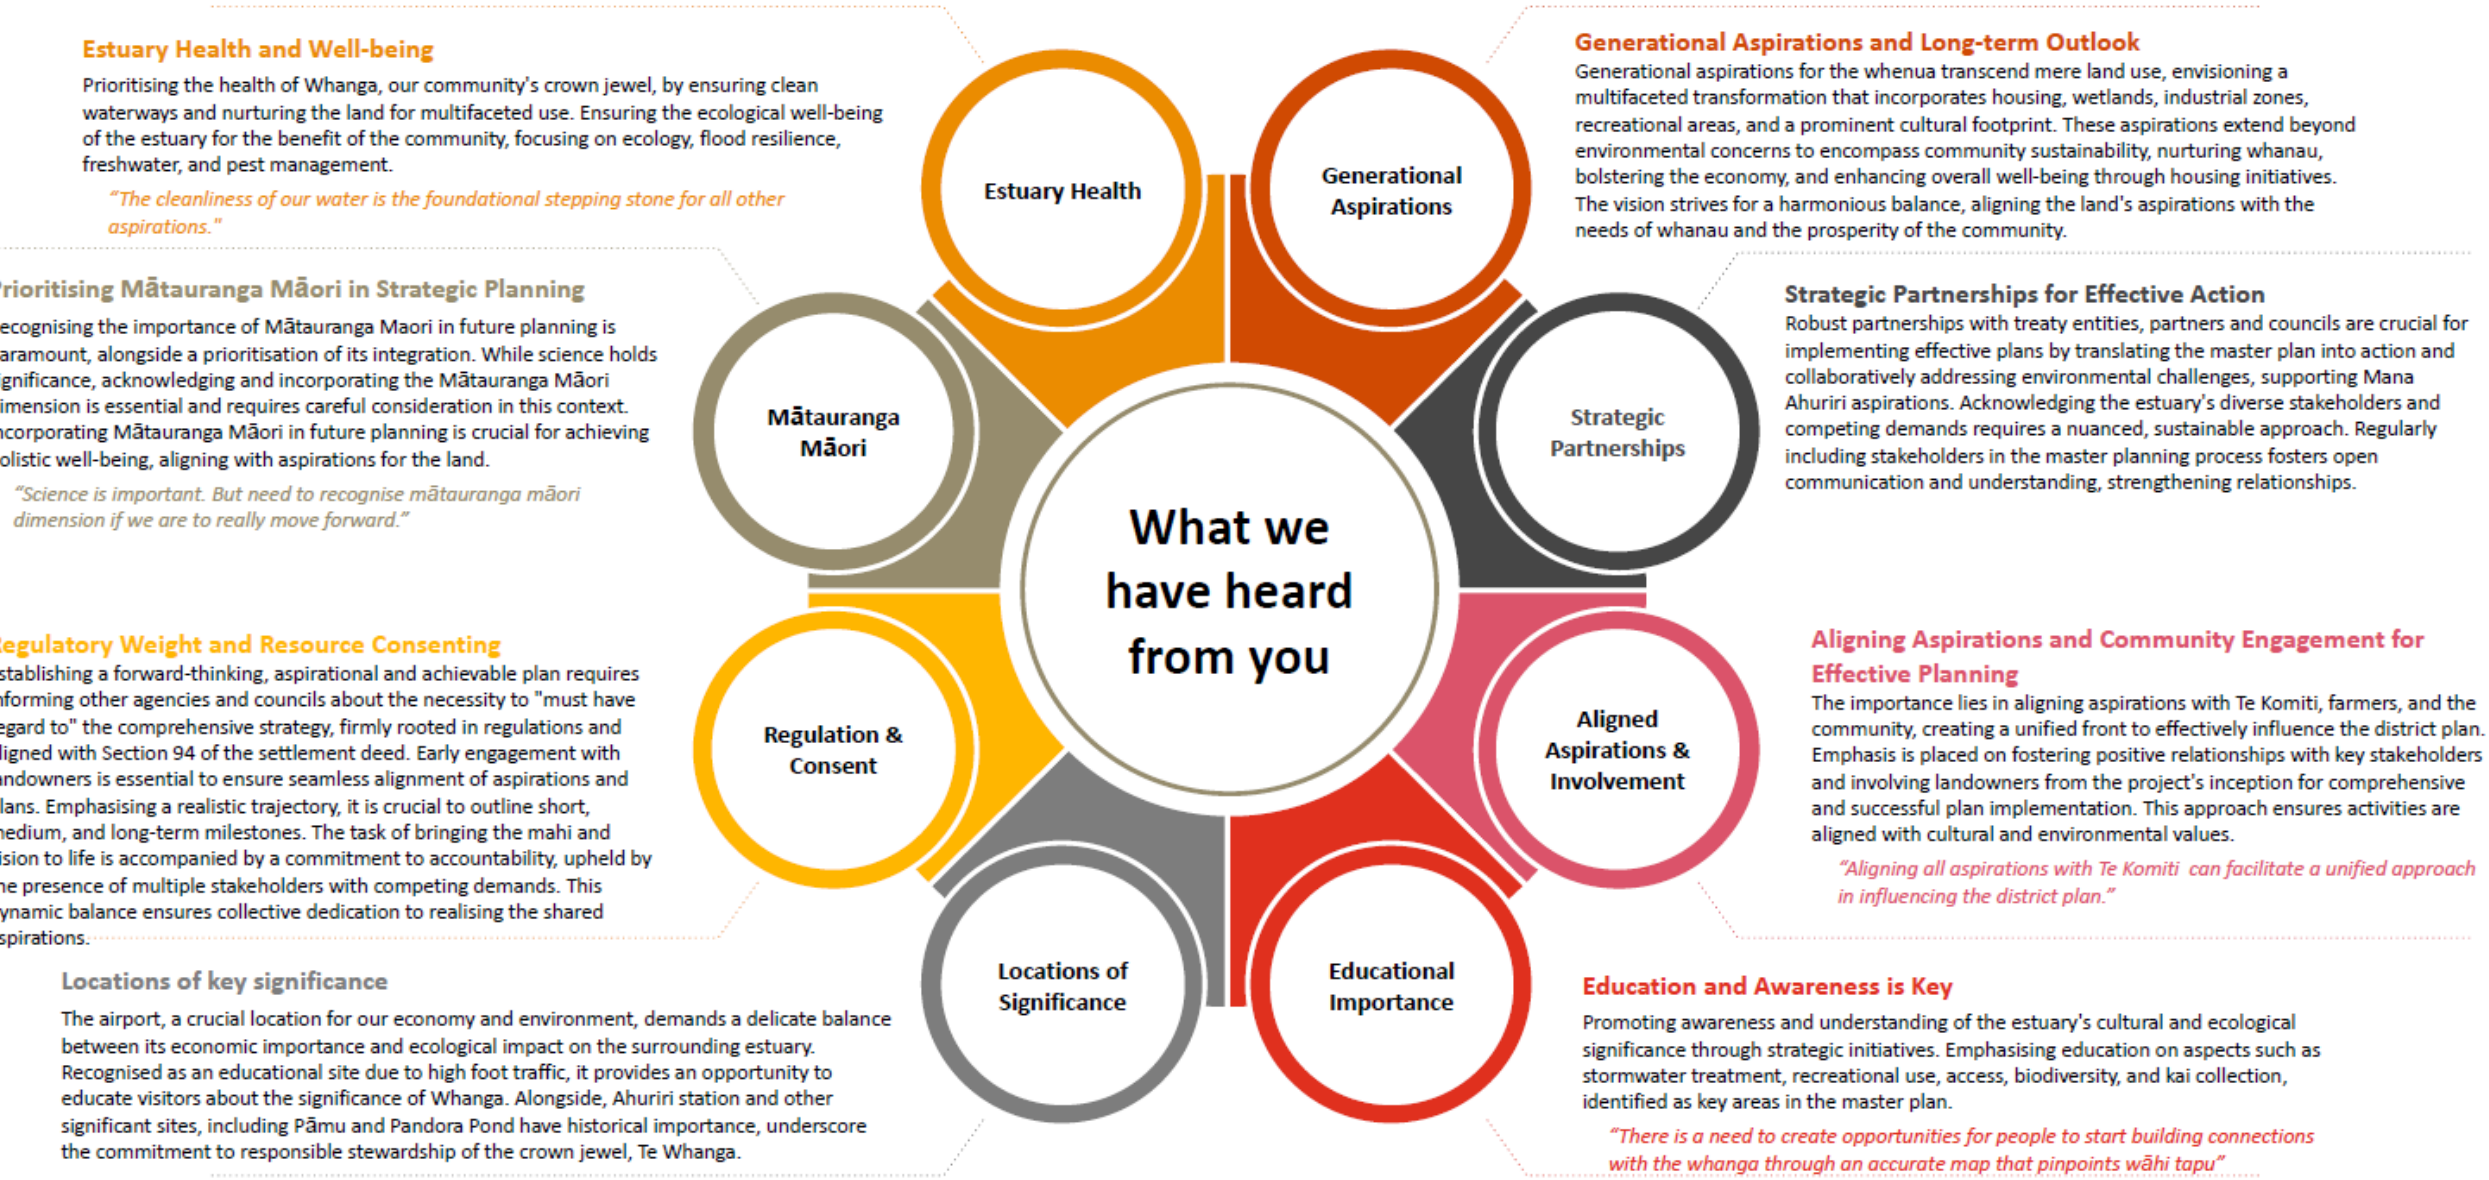 Estuary Health and Well-being
Prioritising the health of Whanga, our community's crown jewel, by ensuring clean
waterways and nurturing the land for multifaceted use. Ensuring the ecological well-being
of the estuary for the benefit of the community, focusing on ecology, flood resilience,
freshwater, and pest management.
“The cleanliness of our water is the foundational stepping stone for all other
aspirations."
rioritising Mātauranga Māori in Strategic Planning
ecognising the importance of Mātauranga Maori in future planning is
aramount, alongside a prioritisation of its integration. While science holds
ignificance, acknowledging and incorporating the Mātauranga Māori
imension is essential and requires careful consideration in this context.
ncorporating Mātauranga Māori in future planning is crucial for achieving
olistic well-being, aligning with aspirations for the land.
“Science is important. But need to recognise mātauranga māori
dimension if we are to really move forward.”
Regulatory Weight and Resource Consenting
stablishing a forward-thinking, aspirational and achievable plan requires
nforming other agencies and councils about the necessity to "must have
egard to" the comprehensive strategy, firmly rooted in regulations and
ligned with Section 94 of the settlement deed. Early engagement with
andowners is essential to ensure seamless alignment of aspirations and
lans. Emphasising a realistic trajectory, it is crucial to outline short,
medium, and long-term milestones. The task of bringing the mahi and
ision to life is accompanied by a commitment to accountability, upheld by
he presence of multiple stakeholders with competing demands. This
ynamic balance ensures collective dedication to realising the shared
spirations.
Locations of key significance
The airport, a crucial location for our economy and environment, demands a delicate balance
between its economic importance and ecological impact on the surrounding estuary.
Recognised as an educational site due to high foot traffic, it provides an opportunity to
educate visitors about the significance of Whanga. Alongside, Ahuriri station and other
significant sites, including Pāmu and Pandora Pond have historical importance, underscore
the commitment to responsible stewardship of the crown jewel, Te Whanga.
Estuary Health
Generational
Aspirations
Mātauranga
Māori
Strategic
Partnerships
What we
have heard
from you
Regulation &
Consent
Aligned
Aspirations &
Involvement
Locations of
Significance
Educational
Importance
Generational Aspirations and Long-term Outlook
Generational aspirations for the whenua transcend mere land use, envisioning a
multifaceted transformation that incorporates housing, wetlands, industrial zones,
recreational areas, and a prominent cultural footprint. These aspirations extend beyond
environmental concerns to encompass community sustainability, nurturing whanau,
bolstering the economy, and enhancing overall well-being through housing initiatives.
The vision strives for a harmonious balance, aligning the land's aspirations with the
needs of whanau and the prosperity of the community.
Strategic Partnerships for Effective Action
Robust partnerships with treaty entities, partners and councils are crucial for
implementing effective plans by translating the master plan into action and
collaboratively addressing environmental challenges, supporting Mana
Ahuriri aspirations. Acknowledging the estuary's diverse stakeholders and
competing demands requires a nuanced, sustainable approach. Regularly
including stakeholders in the master planning process fosters open
communication and understanding, strengthening relationships.
Aligning Aspirations and Community Engagement for
Effective Planning
The importance lies in aligning aspirations with Te Komiti, farmers, and the
community, creating a unified front to effectively influence the district plan.
Emphasis is placed on fostering positive relationships with key stakeholders
and involving landowners from the project's inception for comprehensive
and successful plan implementation. This approach ensures activities are
aligned with cultural and environmental values.
“Aligning all aspirations with Te Komiti can facilitate a unified approach
in influencing the district plan.”
Education and Awareness is Key
Promoting awareness and understanding of the estuary's cultural and ecological
significance through strategic initiatives. Emphasising education on aspects such as
stormwater treatment, recreational use, access, biodiversity, and kai collection,
identified as key areas in the master plan.
“There is a need to create opportunities for people to start building connections
with the whanga through an accurate map that pinpoints wāhi tapu”